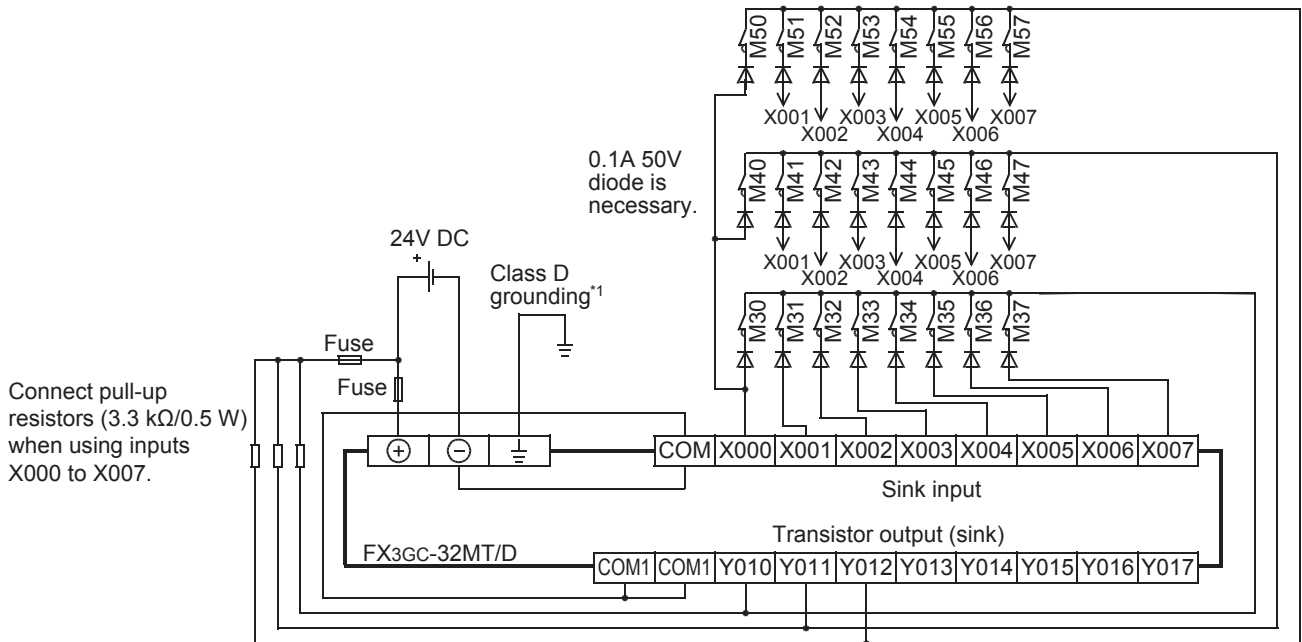 M50 M51 M52 M53 M54 M55 M56 M57
X001 X003 X005 X007
X002 X004 X006
0.1A 50V
diode is
necessary.
M40 M41 M42 M43 M44 M45 M46 M47
X001 X003 X005 X007
X002 X004 X006
24V DC
+
Class D
grounding*1
M30 M31 M32 M33 M34 M35 M36 M37
Fuse
Fuse
Connect pull-up
resistors (3.3 kΩ/0.5 W)
when using inputs
X000 to X007.
+ −
COM X000 X001 X002 X003 X004 X005 X006 X007
Sink input
Transistor output (sink)
FX3GC-32MT/D
COM1 COM1 Y010 Y011 Y012 Y013 Y014 Y015 Y016 Y017